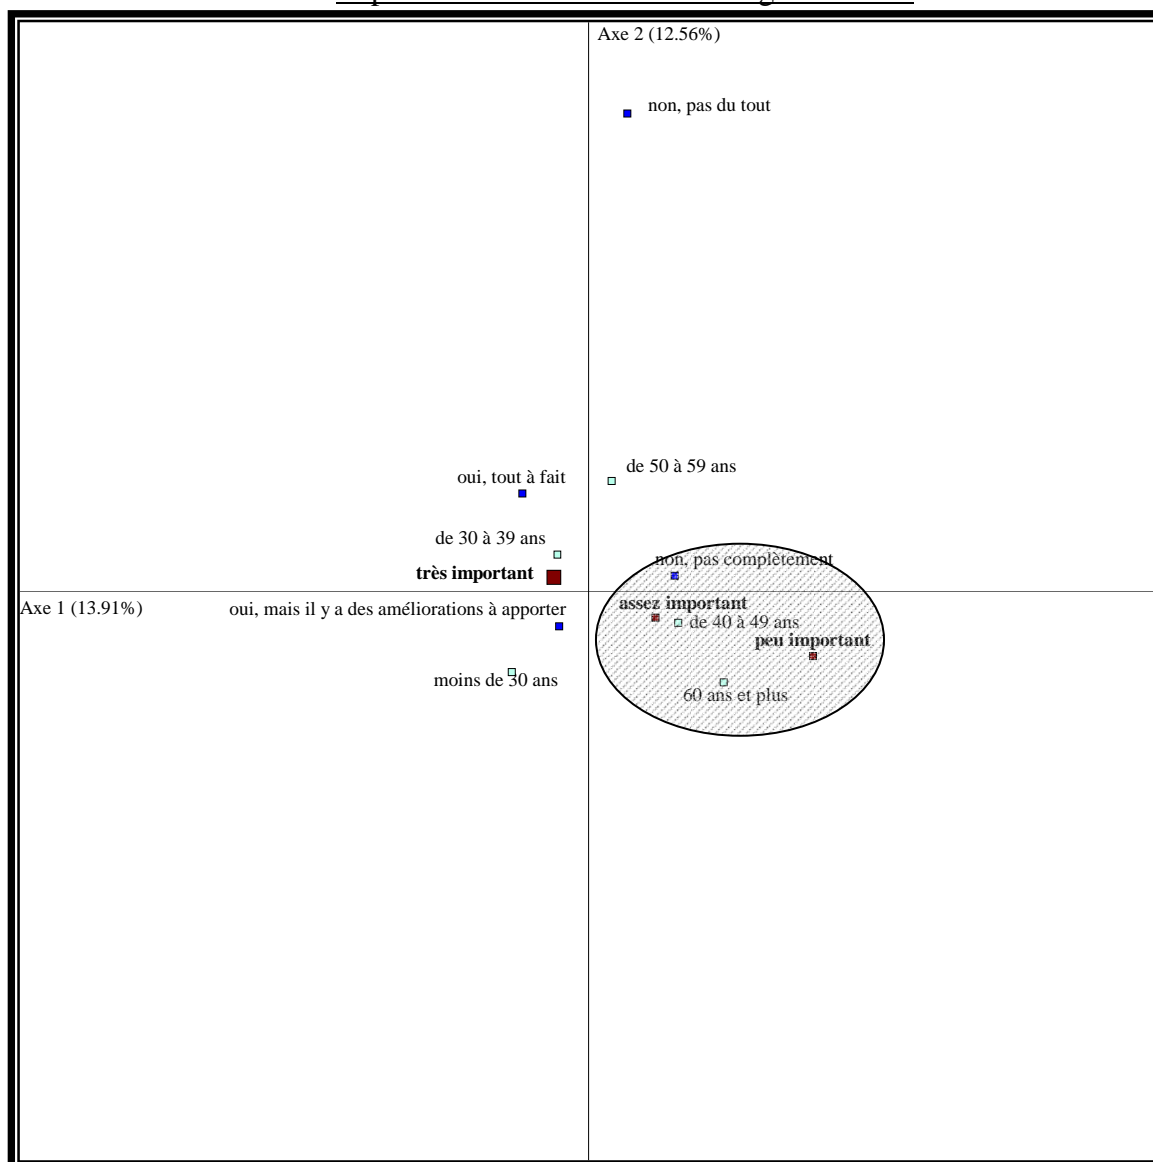 Axe 2 (12.56%)
non, pas du tout
de 50 à 59 ans
oui, tout à fait
de 30 à 39 ans
non, pas complètement
très important
assez important
Axe 1 (13.91%)
oui, mais il y a des améliorations à apporter
de 40 à 49 ans
peu important
moins de 30 ans
60 ans et plus